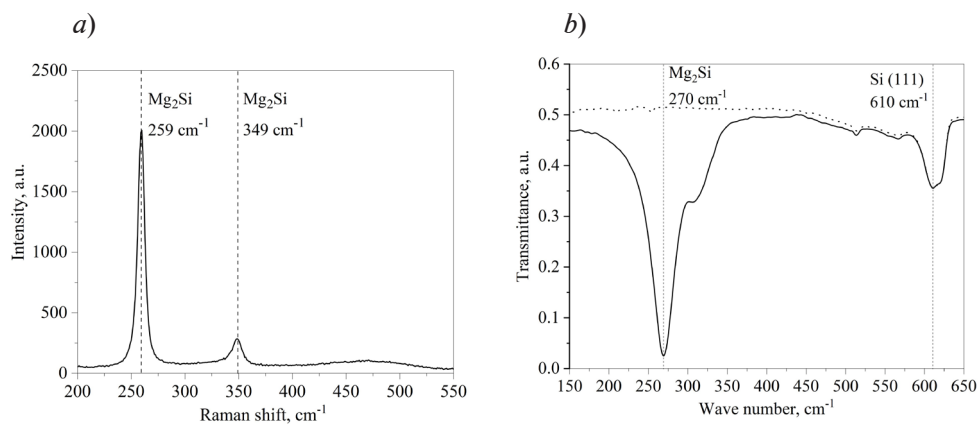 a)
b)
2500
2000
1500
1000
500
0
Intensity, a.u.
Mg₂Si
259 cm⁻¹
Mg₂Si
349 cm⁻¹
200 250 300 350 400 450 500 550
Raman shift, cm⁻¹
0.6
0.5
0.4
0.3
0.2
0.1
0.0
Transmittance, a.u.
Mg₂Si
270 cm⁻¹
Si (111)
610 cm⁻¹
150 200 250 300 350 400 450 500 550 600 650
Wave number, cm⁻¹